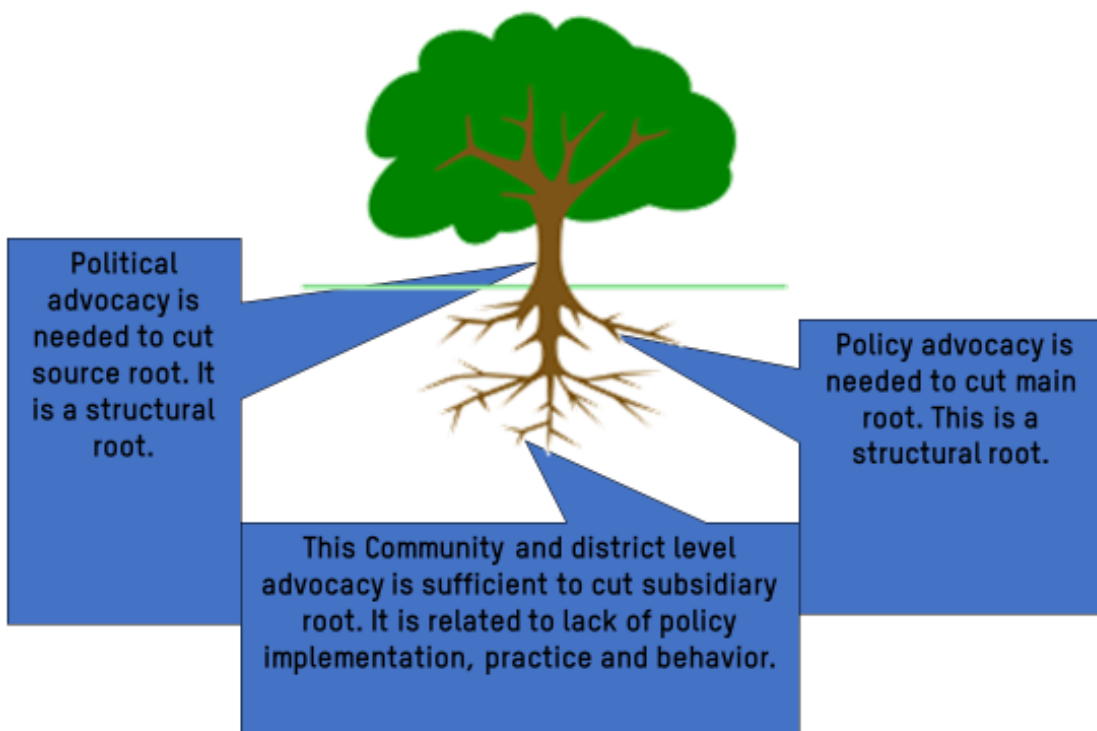 Political
advocacy is
needed to cut
source root. It
is a structural
root.
Policy advocacy is
needed to cut main
root. This is a
structural root.
This Community and district level
advocacy is sufficient to cut subsidiary
root. It is related to lack of policy
implementation, practice and behavior.